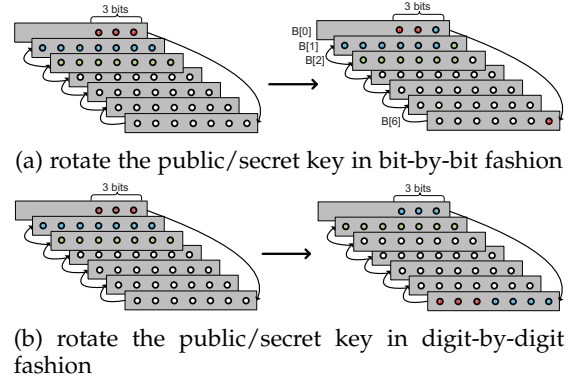 3 bits
3 bits
B[0]
B[1]
B[2]
B[6]
(a) rotate the public/secret key in bit-by-bit fashion
3 bits
3 bits
(b) rotate the public/secret key in digit-by-digit
fashion